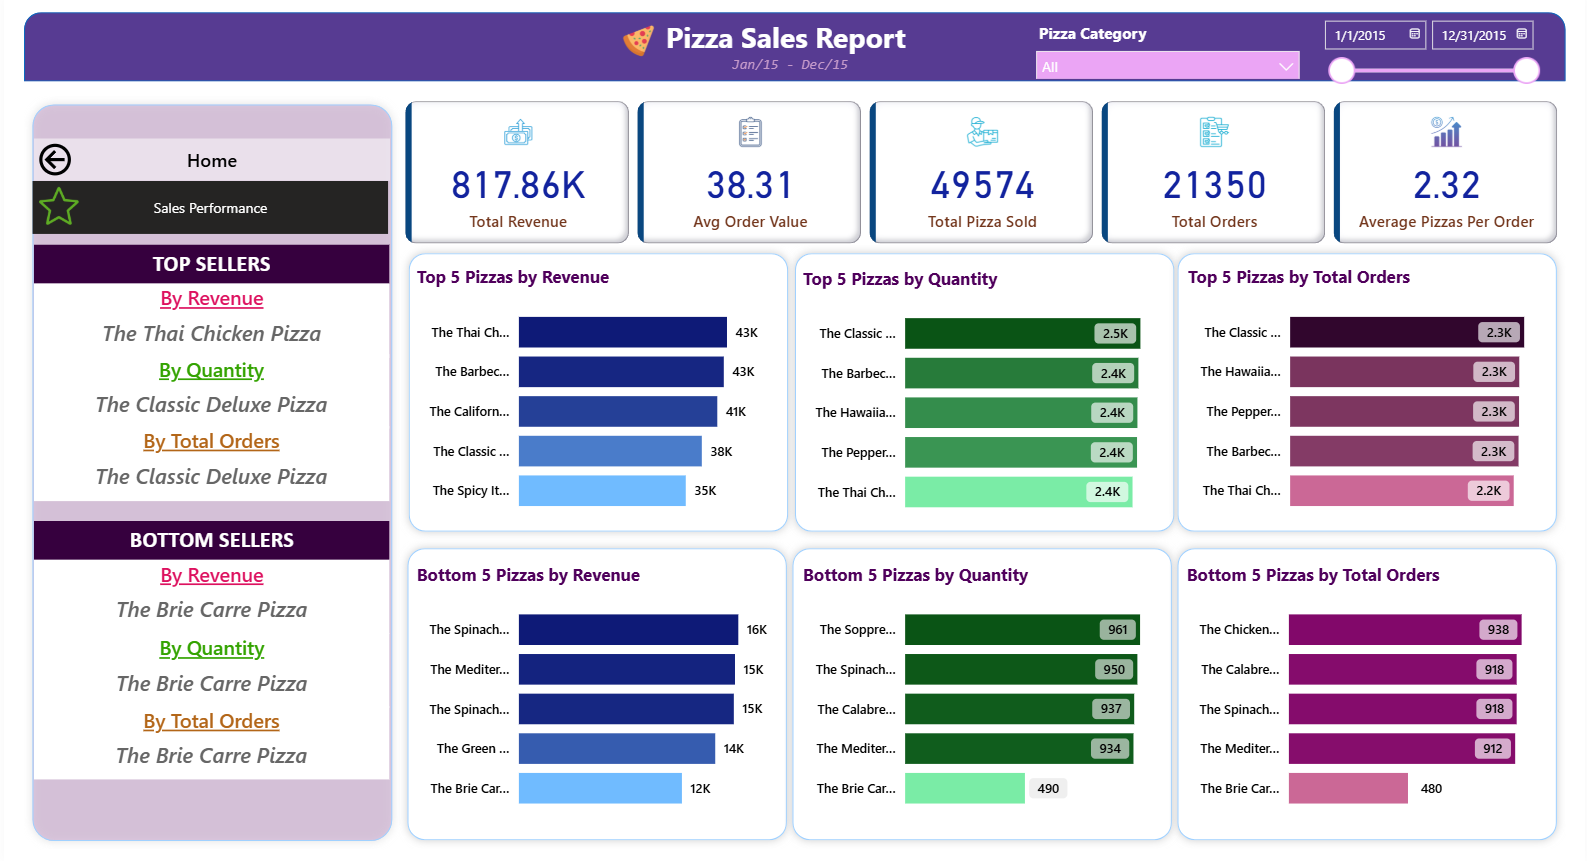 Pizza Sales Report
Jan/15 - Dec/15
Pizza Category
All
1/1/2015
12/31/2015
Home
Sales Performance
TOP SELLERS
By Revenue
The Thai Chicken Pizza
By Quantity
The Classic Deluxe Pizza
By Total Orders
The Classic Deluxe Pizza
BOTTOM SELLERS
By Revenue
The Brie Carre Pizza
By Quantity
The Brie Carre Pizza
By Total Orders
The Brie Carre Pizza
817.86K
Total Revenue
38.31
Avg Order Value
49574
Total Pizza Sold
21350
Total Orders
2.32
Average Pizzas Per Order
Top 5 Pizzas by Revenue
The Thai Ch... 43K
The Barbec... 43K
The Californ... 41K
The Classic ... 38K
The Spicy It... 35K
Top 5 Pizzas by Quantity
The Classic ... 2.5K
The Barbec... 2.4K
The Hawaiia... 2.4K
The Pepper... 2.4K
The Thai Ch... 2.4K
Top 5 Pizzas by Total Orders
The Classic ... 2.3K
The Hawaiia... 2.3K
The Pepper... 2.3K
The Barbec... 2.3K
The Thai Ch... 2.2K
Bottom 5 Pizzas by Revenue
The Spinach... 16K
The Mediter... 15K
The Spinach... 15K
The Green ... 14K
The Brie Car... 12K
Bottom 5 Pizzas by Quantity
The Soppre... 961
The Spinach... 950
The Calabre... 937
The Mediter... 934
The Brie Car... 490
Bottom 5 Pizzas by Total Orders
The Chicken... 938
The Calabre... 918
The Spinach... 918
The Mediter... 912
The Brie Car... 480